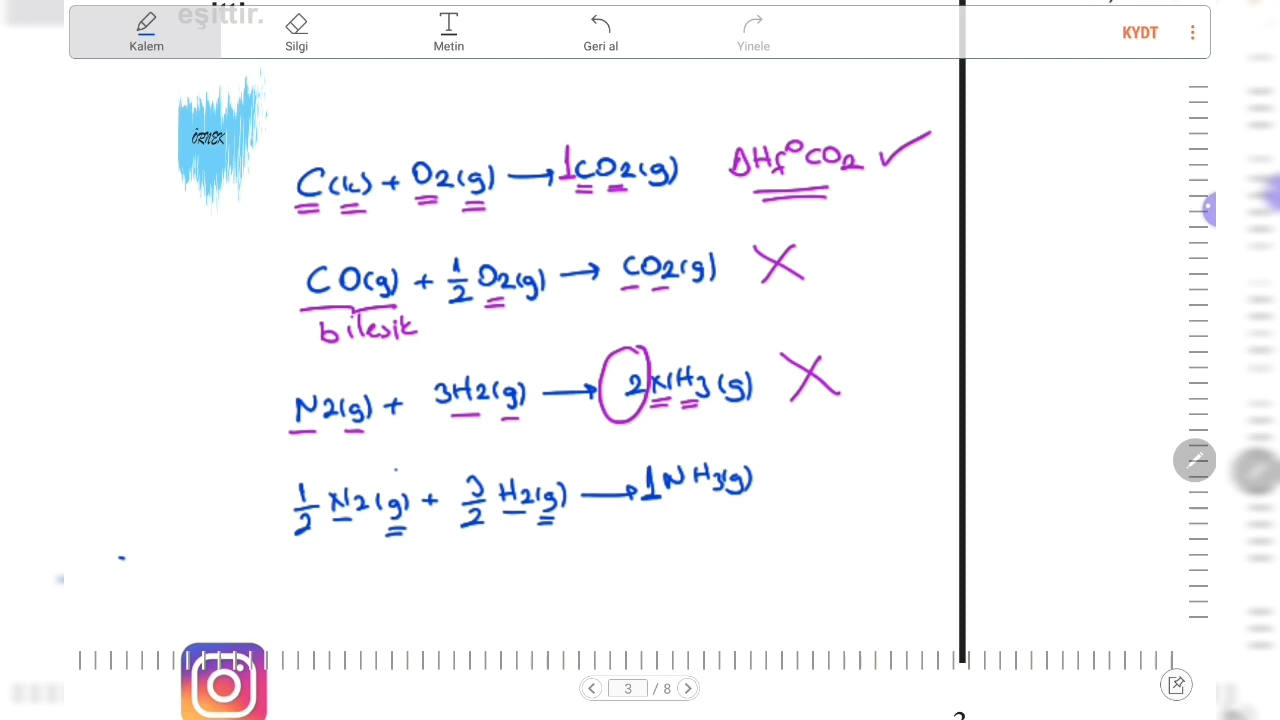 eşittir.
Kalem
Silgi
Metin
Geri al
Yinele
KYDT
ÖRNEK
C(k) + O2(g) → 1CO2(g) ΔHf°CO2 ✓
CO(g) + 1/2 O2(g) → CO2(g) X
bileşik
N2(g) + 3H2(g) → 2NH3(g) X
1/2 N2(g) + 3/2 H2(g) → 1NH3(g)
3 / 8